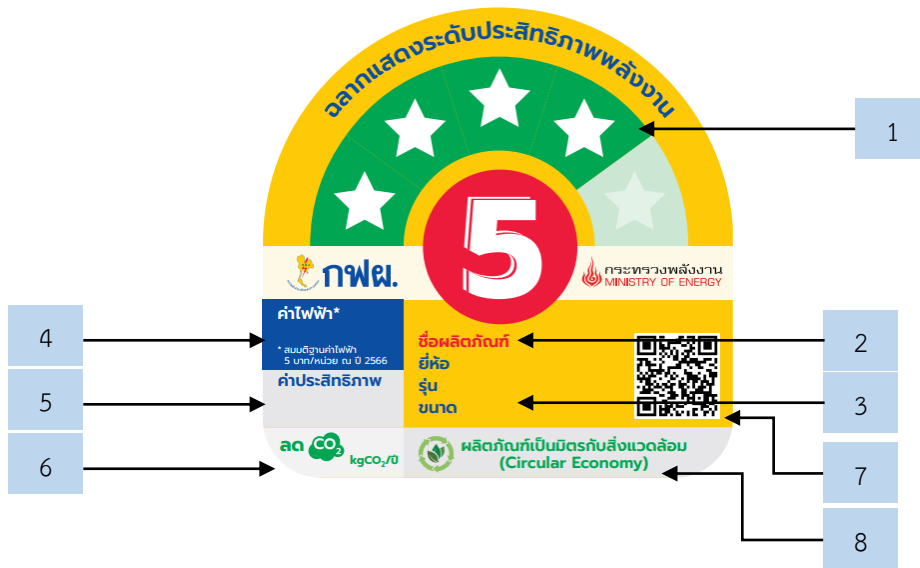 ฉลากแสดงระดับประสิทธิภาพพลังงาน
1
5
กฟผ.
กระทรวงพลังงาน
MINISTRY OF ENERGY
ค่าไฟฟ้า*
* สมมติฐานค่าไฟฟ้า
5 บาท/หน่วย ณ ปี 2566
4
ชื่อผลิตภัณฑ์
2
ยี่ห้อ
รุ่น
ขนาด
3
ค่าประสิทธิภาพ
5
7
ลด CO2
kgCO2/ปี
6
ผลิตภัณฑ์เป็นมิตรกับสิ่งแวดล้อม
(Circular Economy)
8